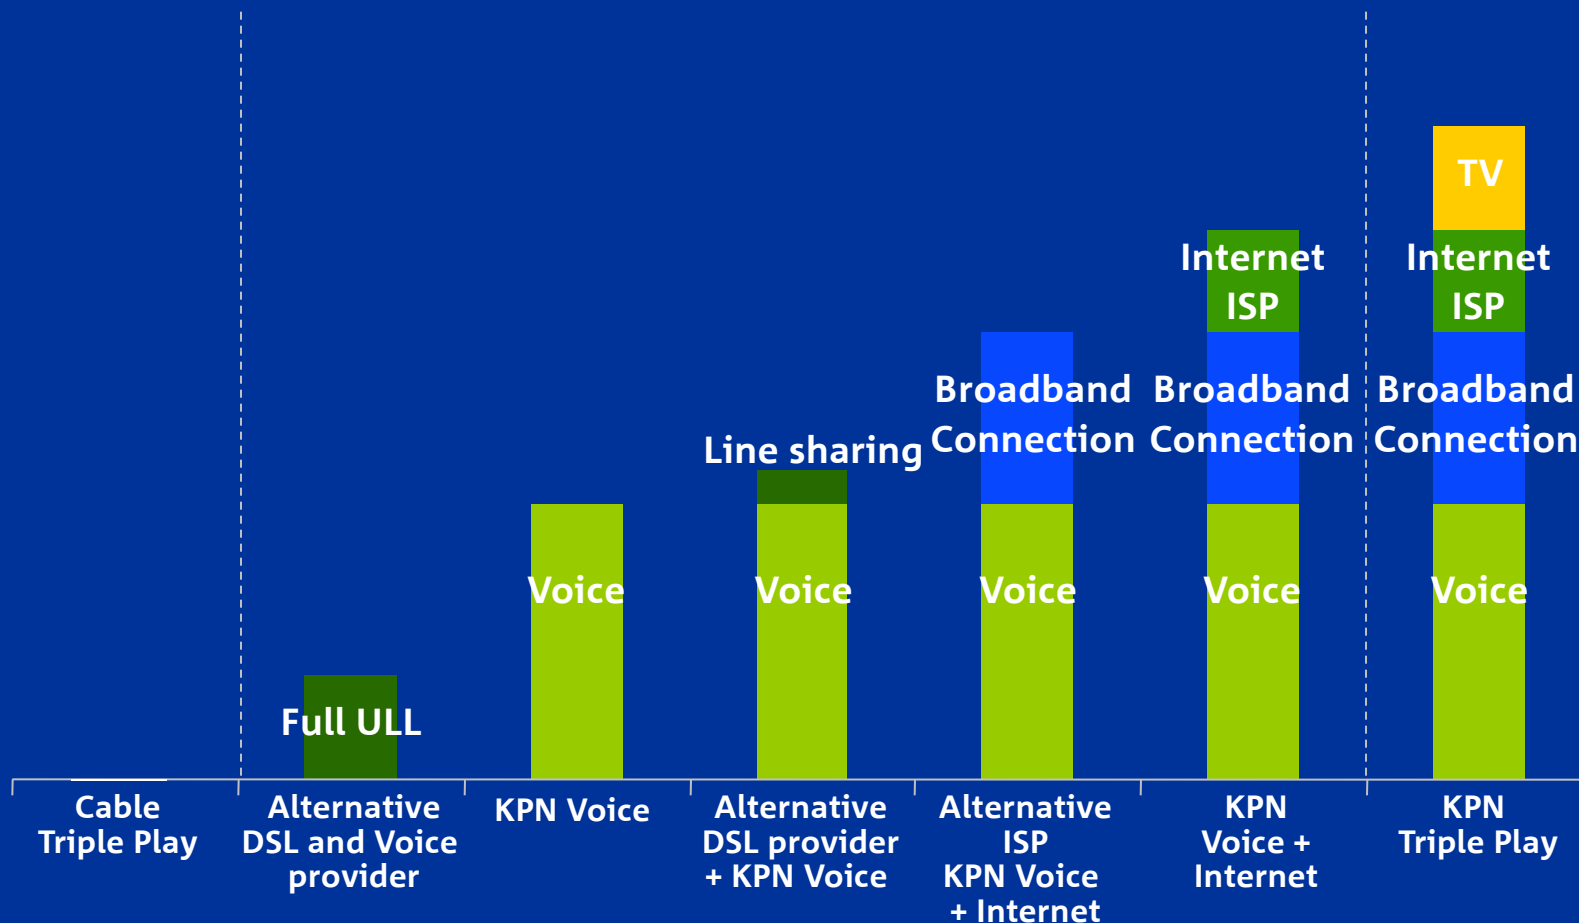 TV
Internet
ISP
Internet
ISP
Broadband
Connection
Broadband
Connection
Broadband
Connection
Line sharing
Voice
Voice
Voice
Voice
Voice
Full ULL
Cable
Triple Play
Alternative
DSL and Voice
provider
KPN Voice
Alternative
DSL provider
+ KPN Voice
Alternative
ISP
KPN Voice
+ Internet
KPN
Voice +
Internet
KPN
Triple Play